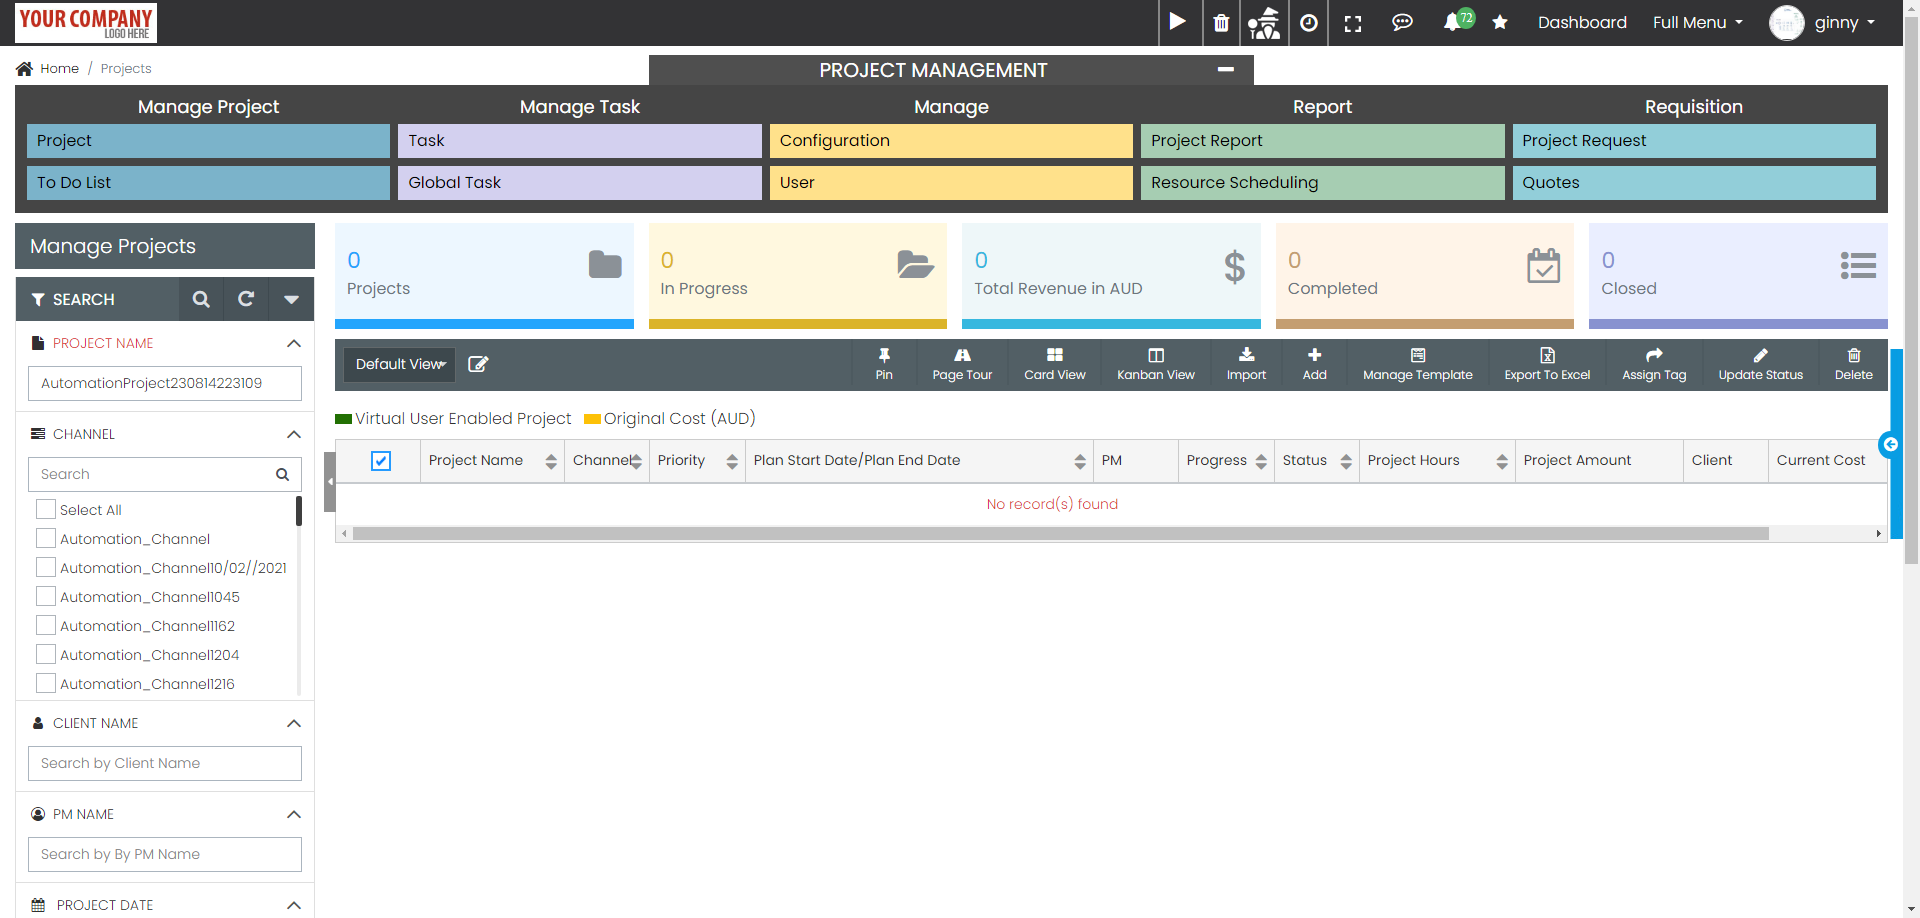 YOUR COMPANY
LOGO HERE
72
Dashboard
Full Menu
ginny
Home / Projects
PROJECT MANAGEMENT
Manage Project
Manage Task
Manage
Report
Requisition
Project
Task
Configuration
Project Report
Project Request
To Do List
Global Task
User
Resource Scheduling
Quotes
Manage Projects
SEARCH
PROJECT NAME
AutomationProject230814223109
CHANNEL
Search
Select All
Automation_Channel
Automation_Channel10/02//2021
Automation_Channel1045
Automation_Channel1162
Automation_Channel1204
Automation_Channel1216
CLIENT NAME
Search by Client Name
PM NAME
Search by By PM Name
PROJECT DATE
0
Projects
0
In Progress
0
Total Revenue in AUD
0
Completed
0
Closed
Default View
Pin
Page Tour
Card View
Kanban View
Import
Add
Manage Template
Export To Excel
Assign Tag
Update Status
Delete
Virtual User Enabled Project
Original Cost (AUD)
Project Name
Channel
Priority
Plan Start Date/Plan End Date
PM
Progress
Status
Project Hours
Project Amount
Client
Current Cost
No record(s) found